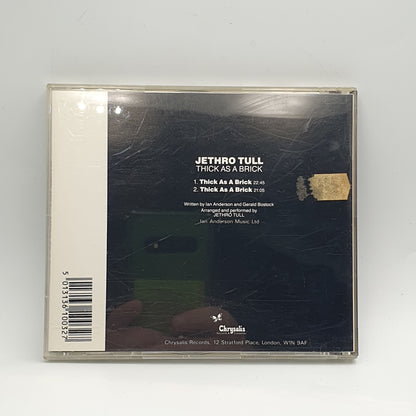 JETHRO TULL
THICK AS A BRICK
1. Thick As A Brick 22:45
2. Thick As A Brick 21:05
Written by Ian Anderson and Gerald Bostock
Arranged and performed by
JETHRO TULL
Ian Anderson Music Ltd
Chrysalis
Chrysalis Records, 12 Stratford Place, London, W1N 9AF
5013136100327